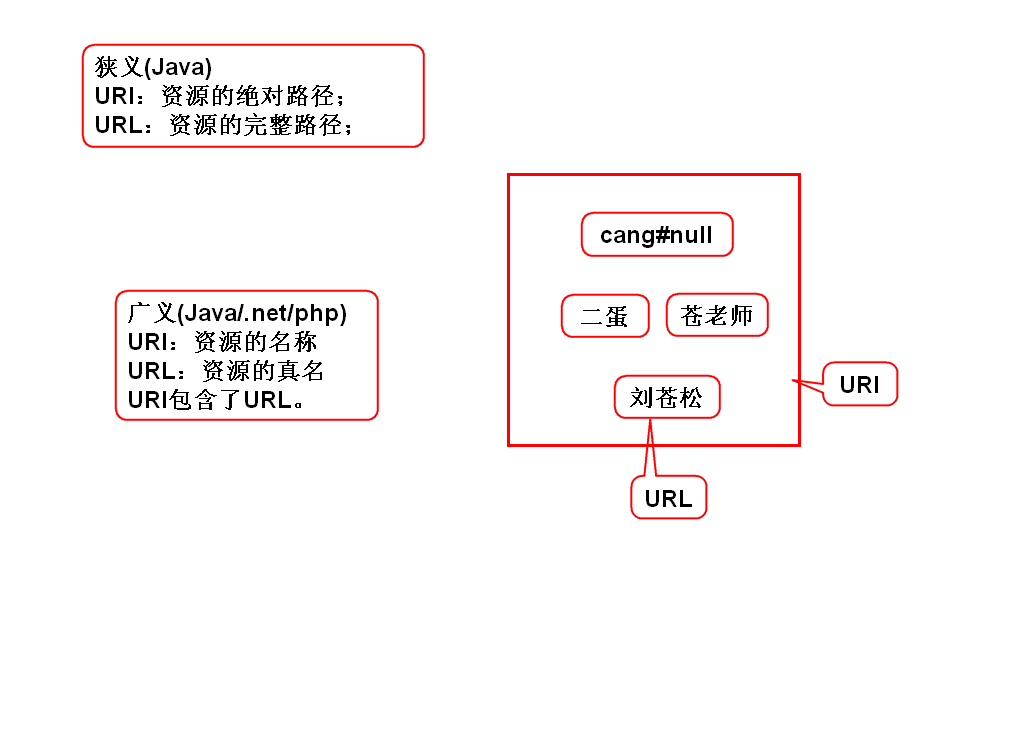 狭义(Java)
URI：资源的绝对路径；
URL：资源的完整路径；
cang#null
二蛋
苍老师
广义(Java/.net/php)
URI：资源的名称
URL：资源的真名
URI包含了URL。
刘苍松
URI
URL